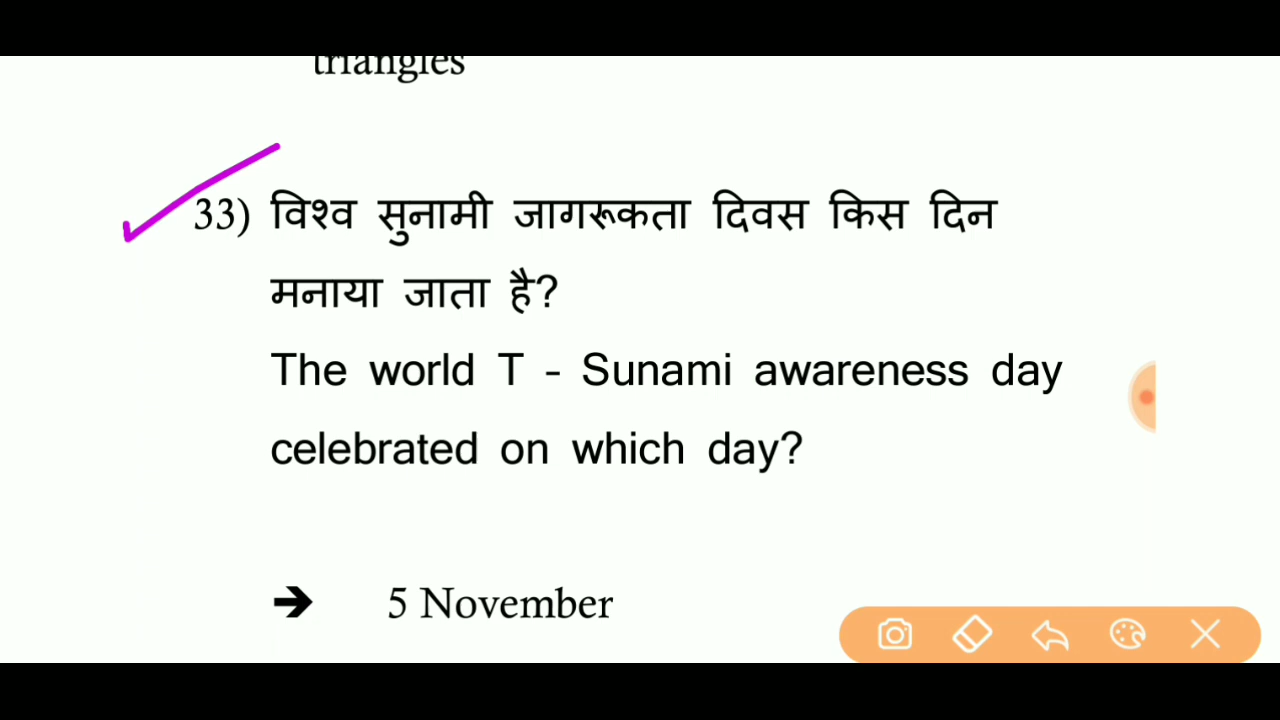 triangles
33) विश्व सुनामी जागरूकता दिवस किस दिन
मनाया जाता है?
The world T - Sunami awareness day
celebrated on which day?
➔ 5 November